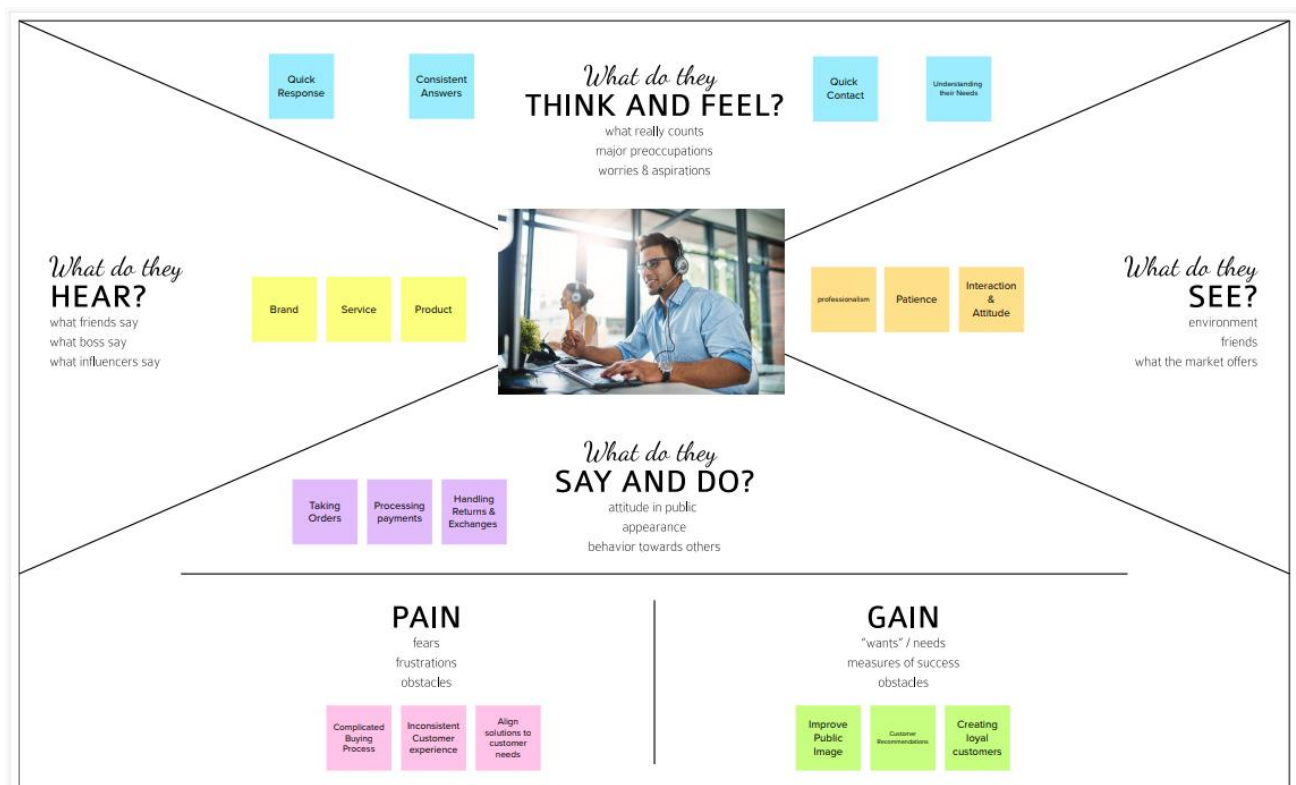 Quick
Response
Consistent
Answers
What do they
THINK AND FEEL?
what really counts
major preoccupations
worries & aspirations
Quick
Contact
Understanding
their Needs
What do they
HEAR?
what friends say
what boss say
what influencers say
Brand
Service
Product
professionalism
Patience
Interaction
&
Attitude
What do they
SEE?
environment
friends
what the market offers
What do they
SAY AND DO?
attitude in public
appearance
behavior towards others
Taking
Orders
Processing
payments
Handling
Returns &
Exchanges
PAIN
fears
frustrations
obstacles
Complicated
Buying
Process
Inconsistent
Customer
experience
Align
solutions to
customer
needs
GAIN
"wants" / needs
measures of success
obstacles
Improve
Public
Image
Customer
Recommendations
Creating
loyal
customers